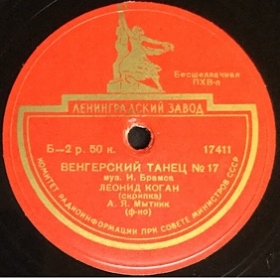 Бесшеллачная
ПХВ-о
ЛЕНИНГРАДСКИЙ ЗАВОД
Б—2 р. 50 к. 17411
ВЕНГЕРСКИЙ ТАНЕЦ № 17
муз. И. Брамса
ЛЕОНИД КОГАН
(скрипка)
А. Я. Мытник
(ф-но)
КОМИТЕТ РАДИОИНФОРМАЦИИ ПРИ СОВЕТЕ МИНИСТРОВ СССР